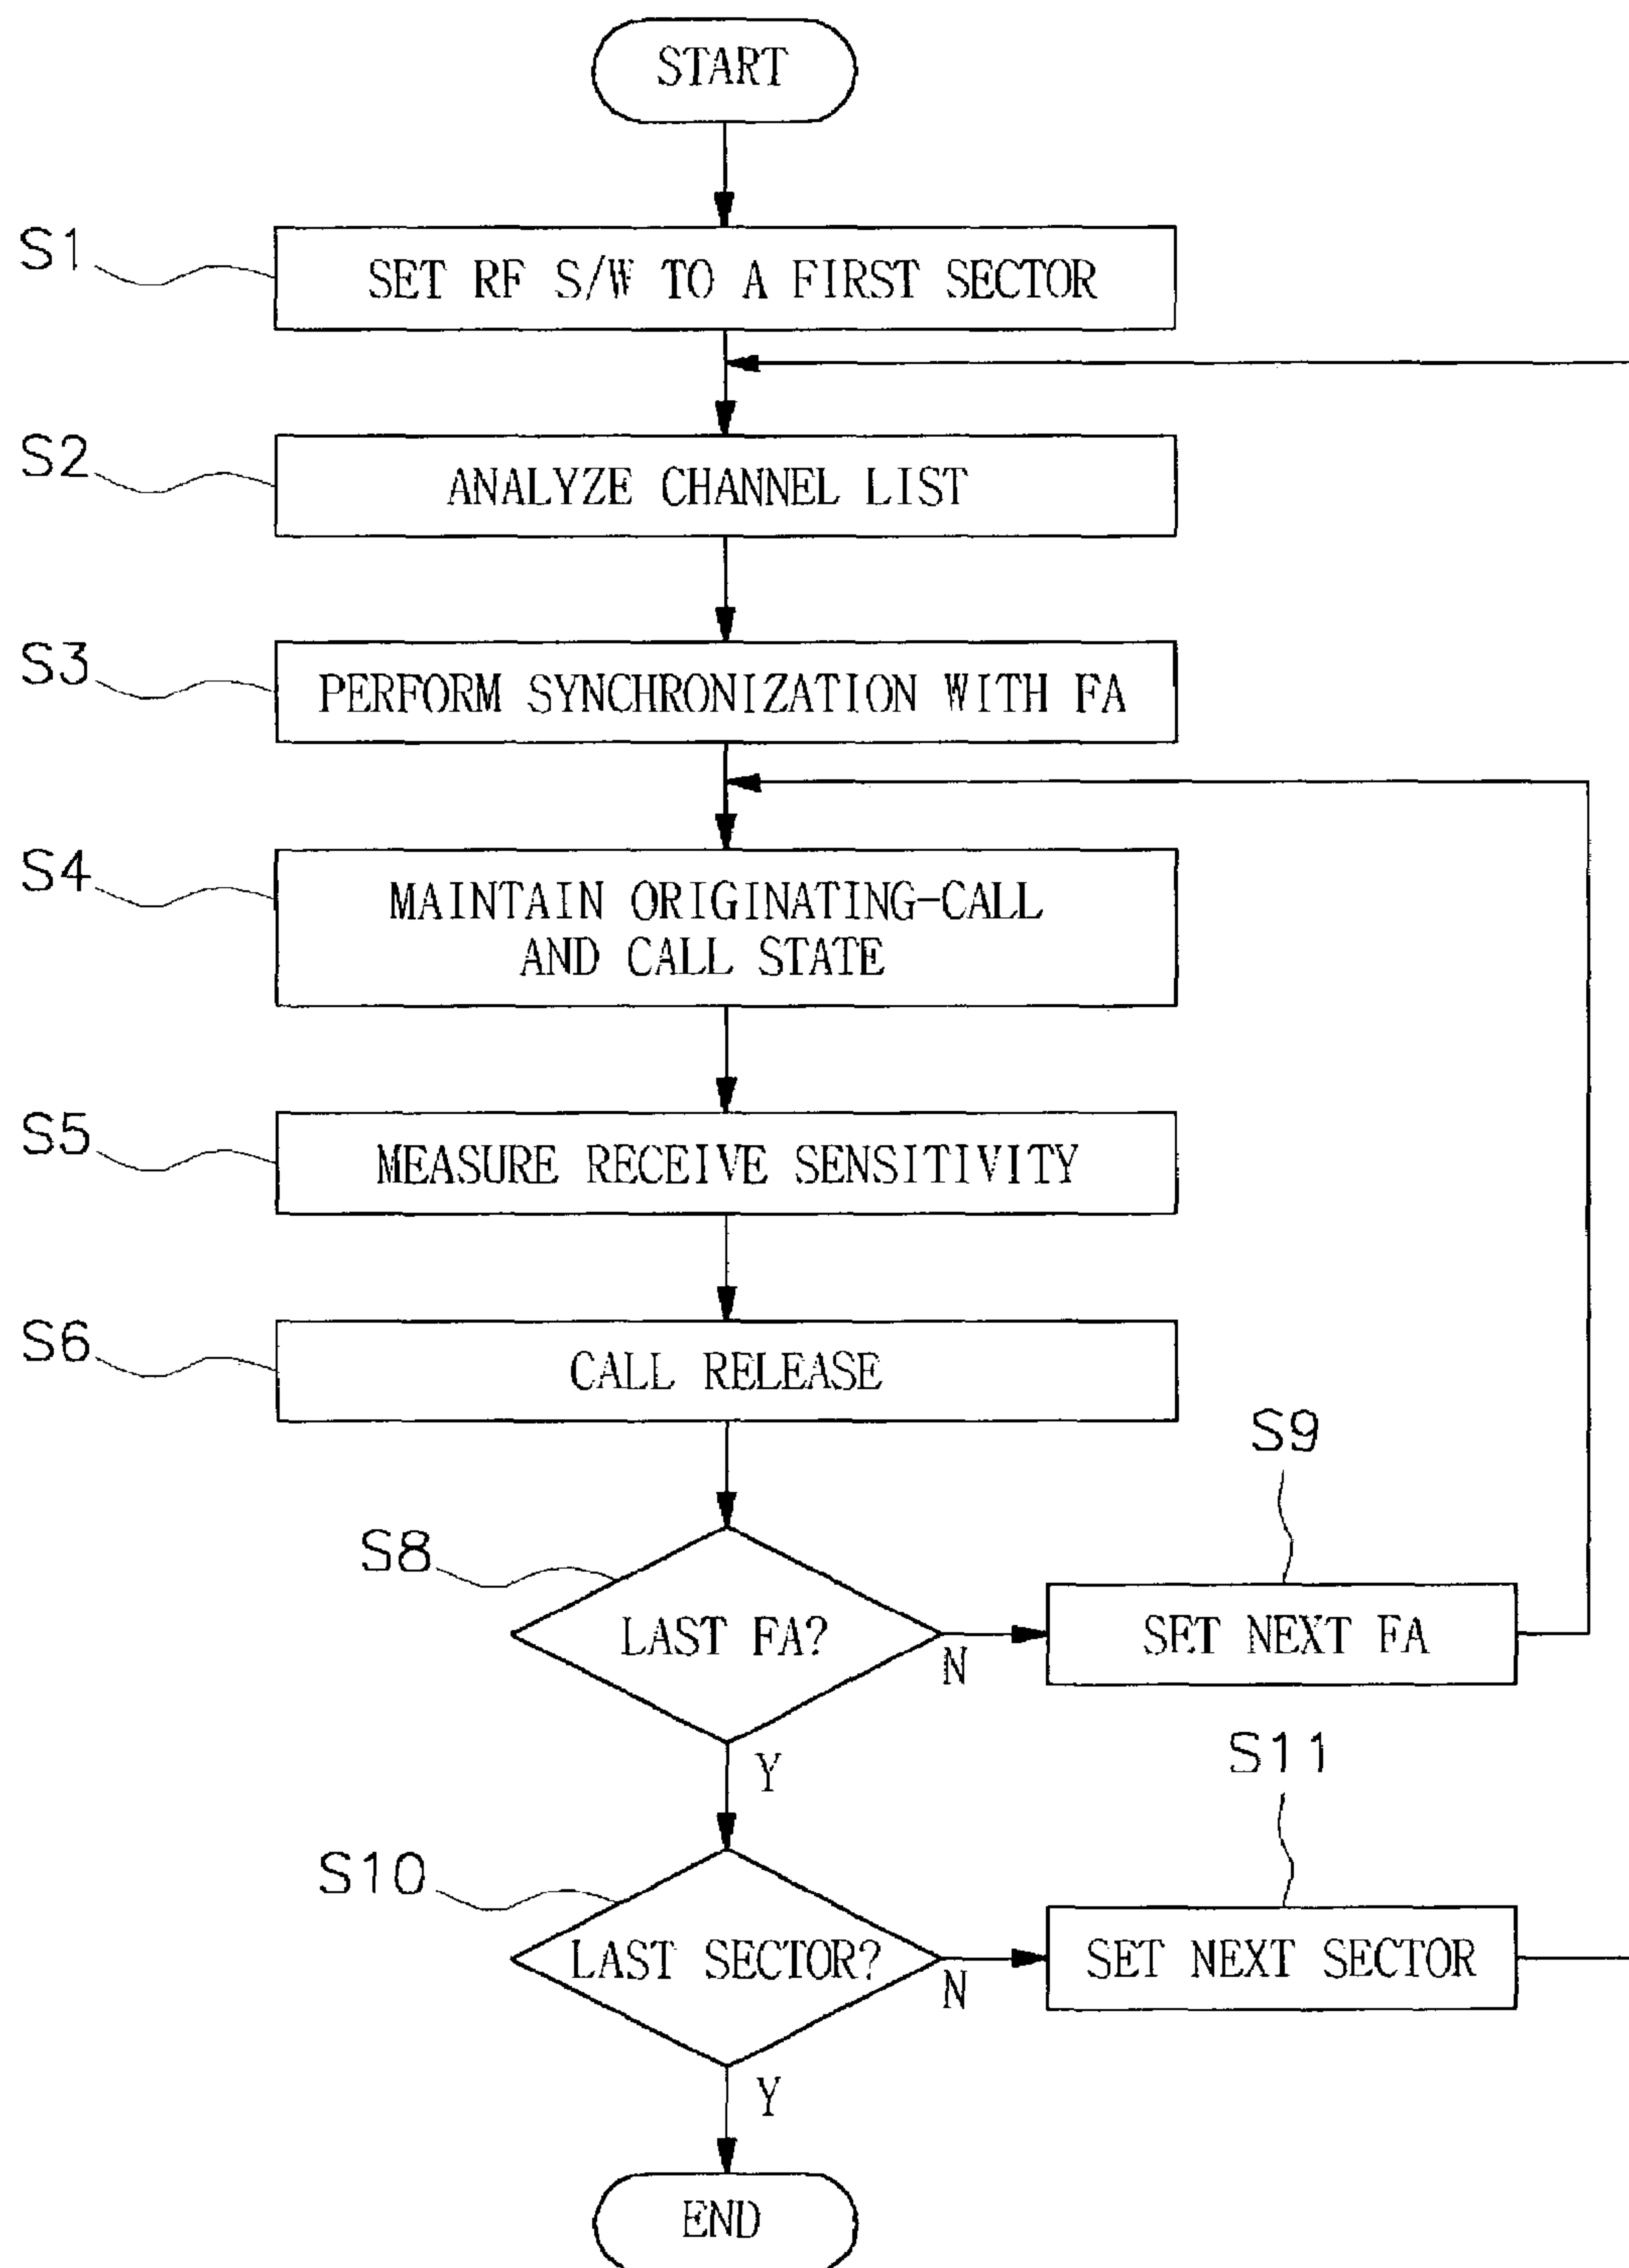 START
S1
SET RF S/W TO A FIRST SECTOR
S2
ANALYZE CHANNEL LIST
S3
PERFORM SYNCHRONIZATION WITH FA
S4
MAINTAIN ORIGINATING-CALL
AND CALL STATE
S5
MEASURE RECEIVE SENSITIVITY
S6
CALL RELEASE
S8
LAST FA?
N
S9
SET NEXT FA
Y
S10
LAST SECTOR?
N
S11
SET NEXT SECTOR
Y
END